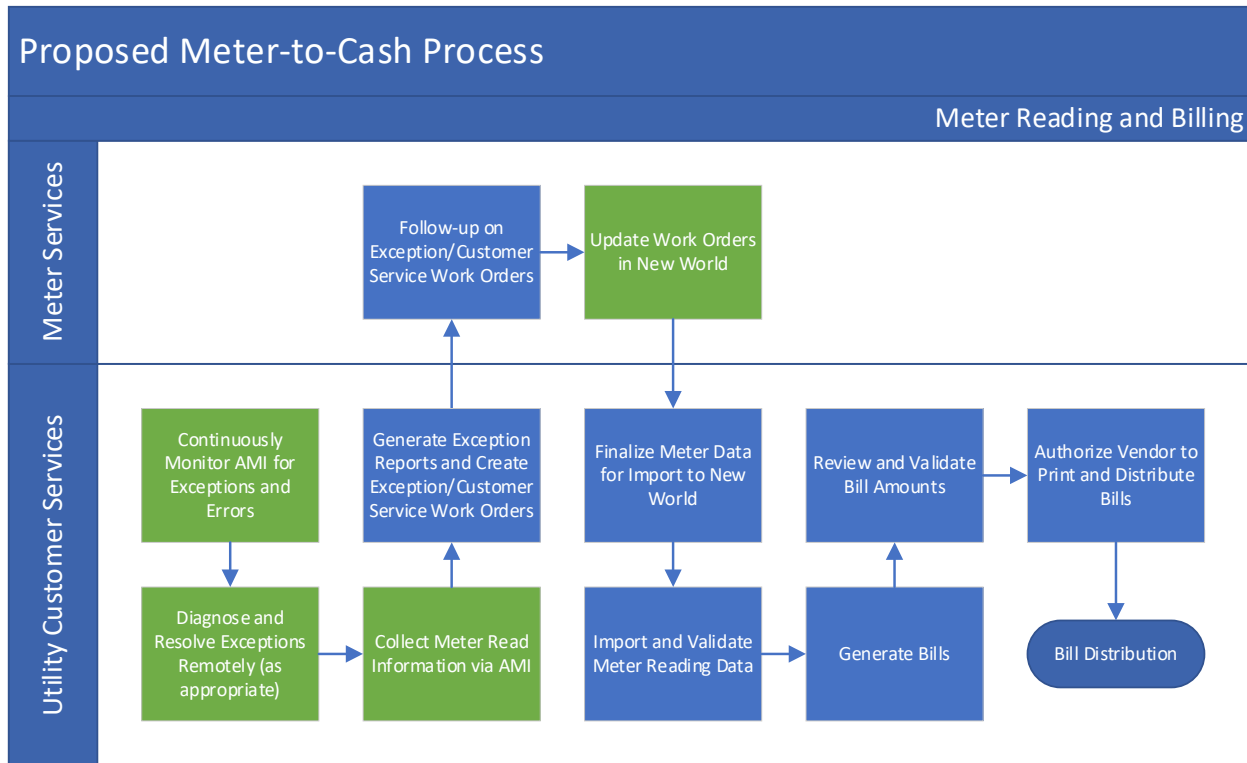 Proposed Meter-to-Cash Process
Meter Reading and Billing
Meter Services
Follow-up on
Exception/Customer
Service Work Orders
Update Work Orders
in New World
Utility Customer Services
Continuously
Monitor AMI for
Exceptions and
Errors
Diagnose and
Resolve Exceptions
Remotely (as
appropriate)
Collect Meter Read
Information via AMI
Generate Exception
Reports and Create
Exception/Customer
Service Work Orders
Finalize Meter Data
for Import to New
World
Import and Validate
Meter Reading Data
Generate Bills
Review and Validate
Bill Amounts
Authorize Vendor to
Print and Distribute
Bills
Bill Distribution